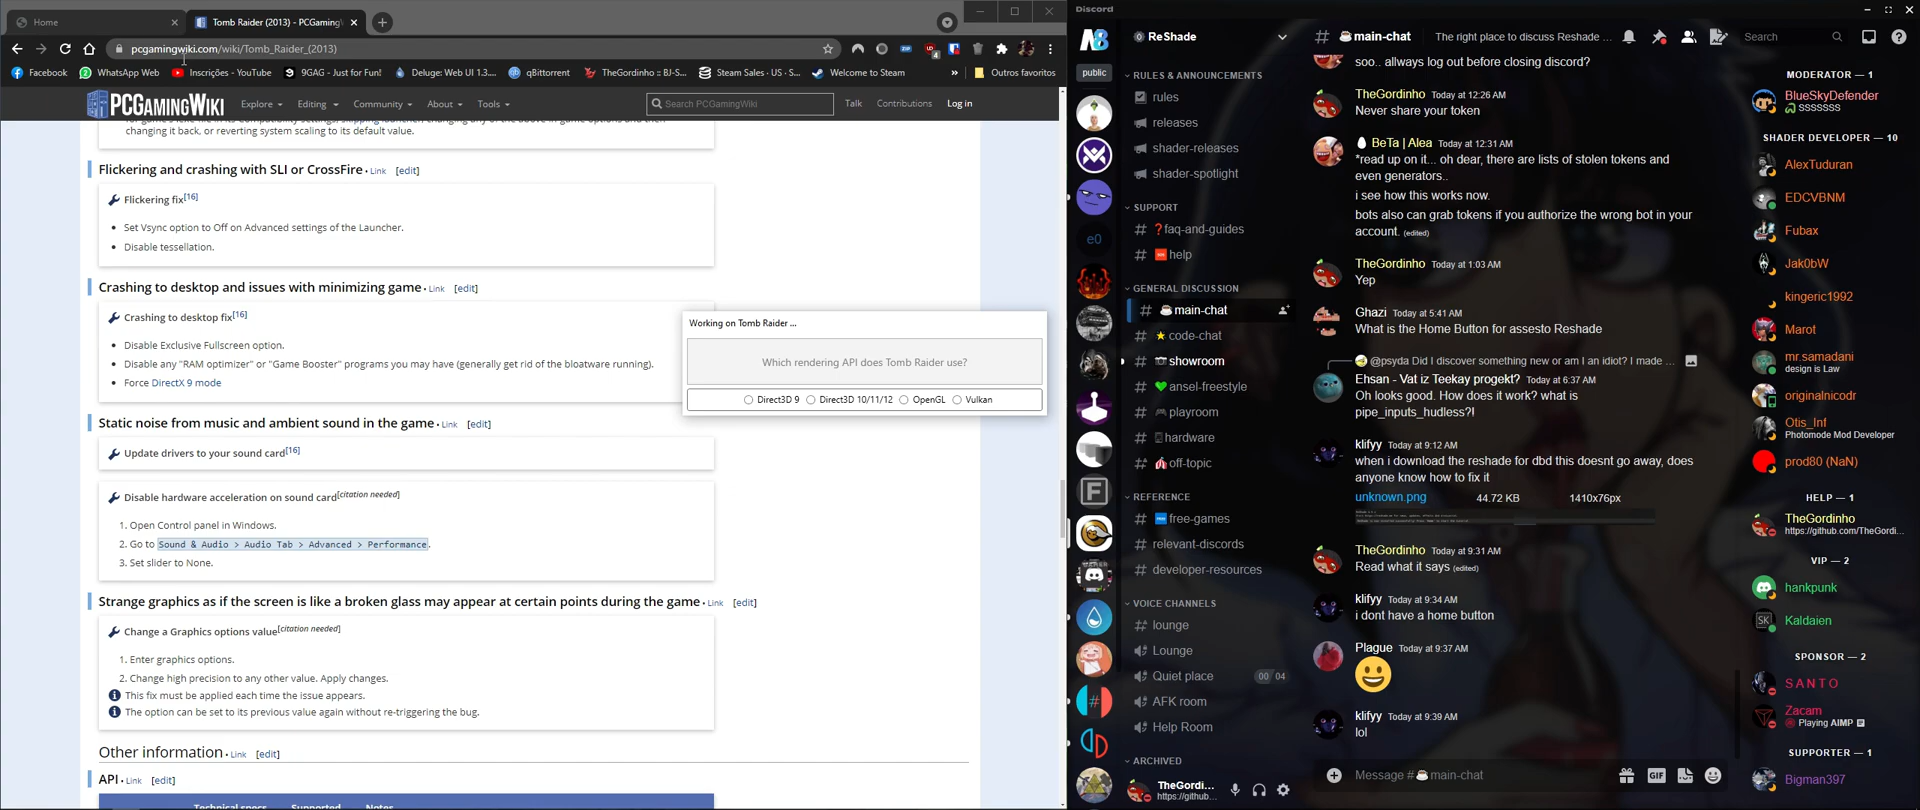 Home
Tomb Raider (2013) - PCGamingW
pcgamingwiki.com/wiki/Tomb_Raider_(2013)
Facebook
WhatsApp Web
Inscrições - YouTube
9GAG - Just for Fun!
Deluge: Web UI 1.3....
qBittorrent
TheGordinho :: BJ-S...
Steam Sales · US · S...
Welcome to Steam
»
Outros favoritos
PCGAMINGWIKI
Explore
Editing
Community
About
Tools
Search PCGamingWiki
Talk
Contributions
Log in
changing it back, or reverting system scaling to its default value.
Flickering and crashing with SLI or CrossFire • Link [edit]
Flickering fix[16]
• Set Vsync option to Off on Advanced settings of the Launcher.
• Disable tessellation.
Crashing to desktop and issues with minimizing game • Link [edit]
Crashing to desktop fix[16]
• Disable Exclusive Fullscreen option.
• Disable any "RAM optimizer" or "Game Booster" programs you may have (generally get rid of the bloatware running).
• Force DirectX 9 mode
Static noise from music and ambient sound in the game • Link [edit]
Update drivers to your sound card[16]
Disable hardware acceleration on sound card[citation needed]
1. Open Control panel in Windows.
2. Go to Sound & Audio > Audio Tab > Advanced > Performance.
3. Set slider to None.
Strange graphics as if the screen is like a broken glass may appear at certain points during the game • Link [edit]
Change a Graphics options value[citation needed]
1. Enter graphics options.
2. Change high precision to any other value. Apply changes.
This fix must be applied each time the issue appears.
The option can be set to its previous value again without re-triggering the bug.
Other information • Link [edit]
API • Link [edit]
Technical specs Supported Notes
Working on Tomb Raider ...
Which rendering API does Tomb Raider use?
Direct3D 9
Direct3D 10/11/12
OpenGL
Vulkan
Discord
public
e0
ReShade
RULES & ANNOUNCEMENTS
rules
releases
shader-releases
shader-spotlight
SUPPORT
# ❓faq-and-guides
# 🆘help
GENERAL DISCUSSION
# ☕main-chat
# ⭐code-chat
# showroom
# 💚ansel-freestyle
# 🎮playroom
# hardware
# 🎪off-topic
REFERENCE
# free-games
# relevant-discords
# developer-resources
VOICE CHANNELS
# lounge
Lounge
Quiet place 00 04
AFK room
Help Room
ARCHIVED
TheGordi...
https://github...
# ☕main-chat
The right place to discuss Reshade ...
Search
soo.. allways log out before closing discord?
TheGordinho Today at 12:26 AM
Never share your token
BeTa | Alea Today at 12:31 AM
*read up on it... oh dear, there are lists of stolen tokens and
even generators..
i see how this works now.
bots also can grab tokens if you authorize the wrong bot in your
account. (edited)
TheGordinho Today at 1:03 AM
Yep
Ghazi Today at 5:41 AM
What is the Home Button for assesto Reshade
@psyda Did I discover something new or am I an idiot? I made ...
Ehsan - Vat iz Teekay progekt? Today at 6:37 AM
Oh looks good. How does it work? what is
pipe_inputs_hudless?!
klifyy Today at 9:12 AM
when i download the reshade for dbd this doesnt go away, does
anyone know how to fix it
unknown.png 44.72 KB 1410x76px
TheGordinho Today at 9:31 AM
Read what it says (edited)
klifyy Today at 9:34 AM
i dont have a home button
Plague Today at 9:37 AM
😀
klifyy Today at 9:39 AM
lol
Message #☕main-chat
GIF
MODERATOR — 1
BlueSkyDefender
sssssss
SHADER DEVELOPER — 10
AlexTuduran
EDCVBNM
Fubax
Jak0bW
kingeric1992
Marot
mr.samadani
design is Law
originalnicodr
Otis_Inf
Photomode Mod Developer
prod80 (NaN)
HELP — 1
TheGordinho
https://github.com/TheGordi...
VIP — 2
hankpunk
SK
Kaldaien
SPONSOR — 2
S A N T O
Zacam
Playing AIMP
SUPPORTER — 1
Bigman397